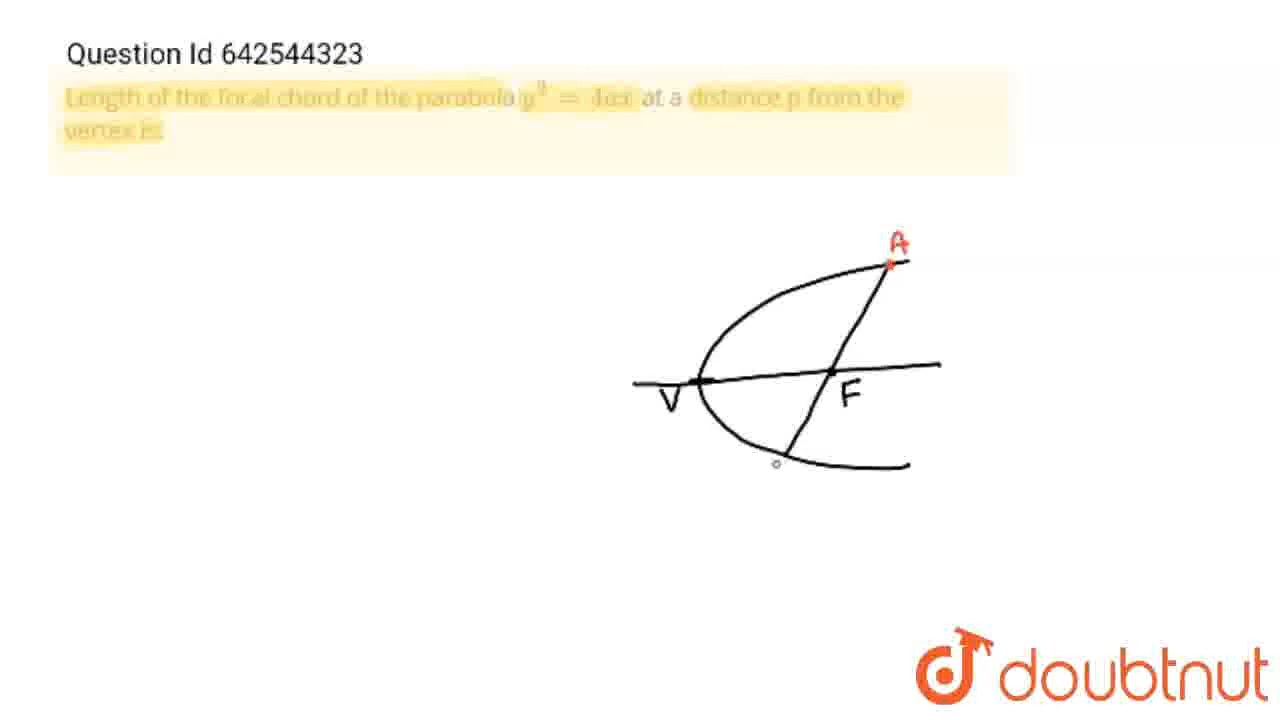 Question Id 642544323
Length of the focal chord of the parabola y² = 4ax at a distance p from the
vertex is
A
V
F
doubtnut